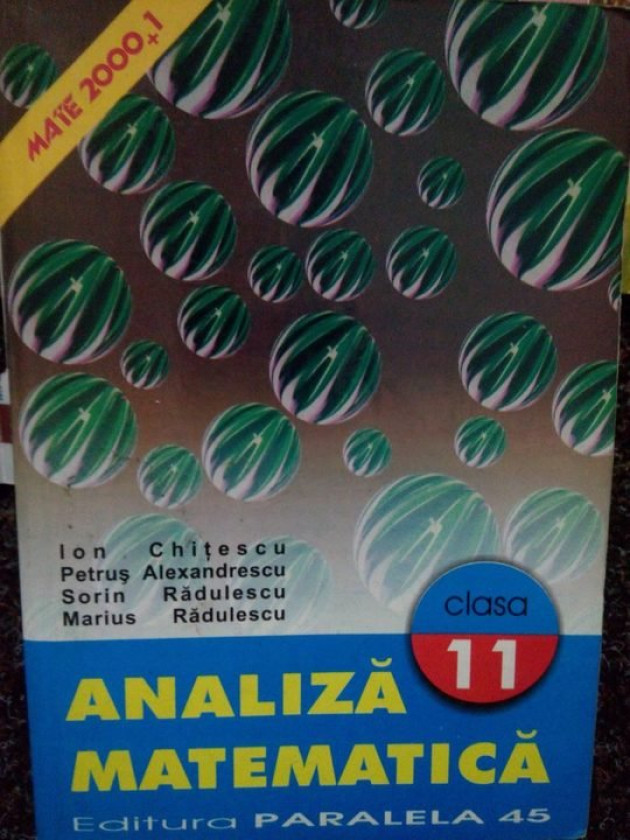 MATE 2000+1
Ion Chițescu
Petruș Alexandrescu
Sorin Rădulescu
Marius Rădulescu
clasa
11
ANALIZĂ
MATEMATICĂ
Editura PARALELA 45